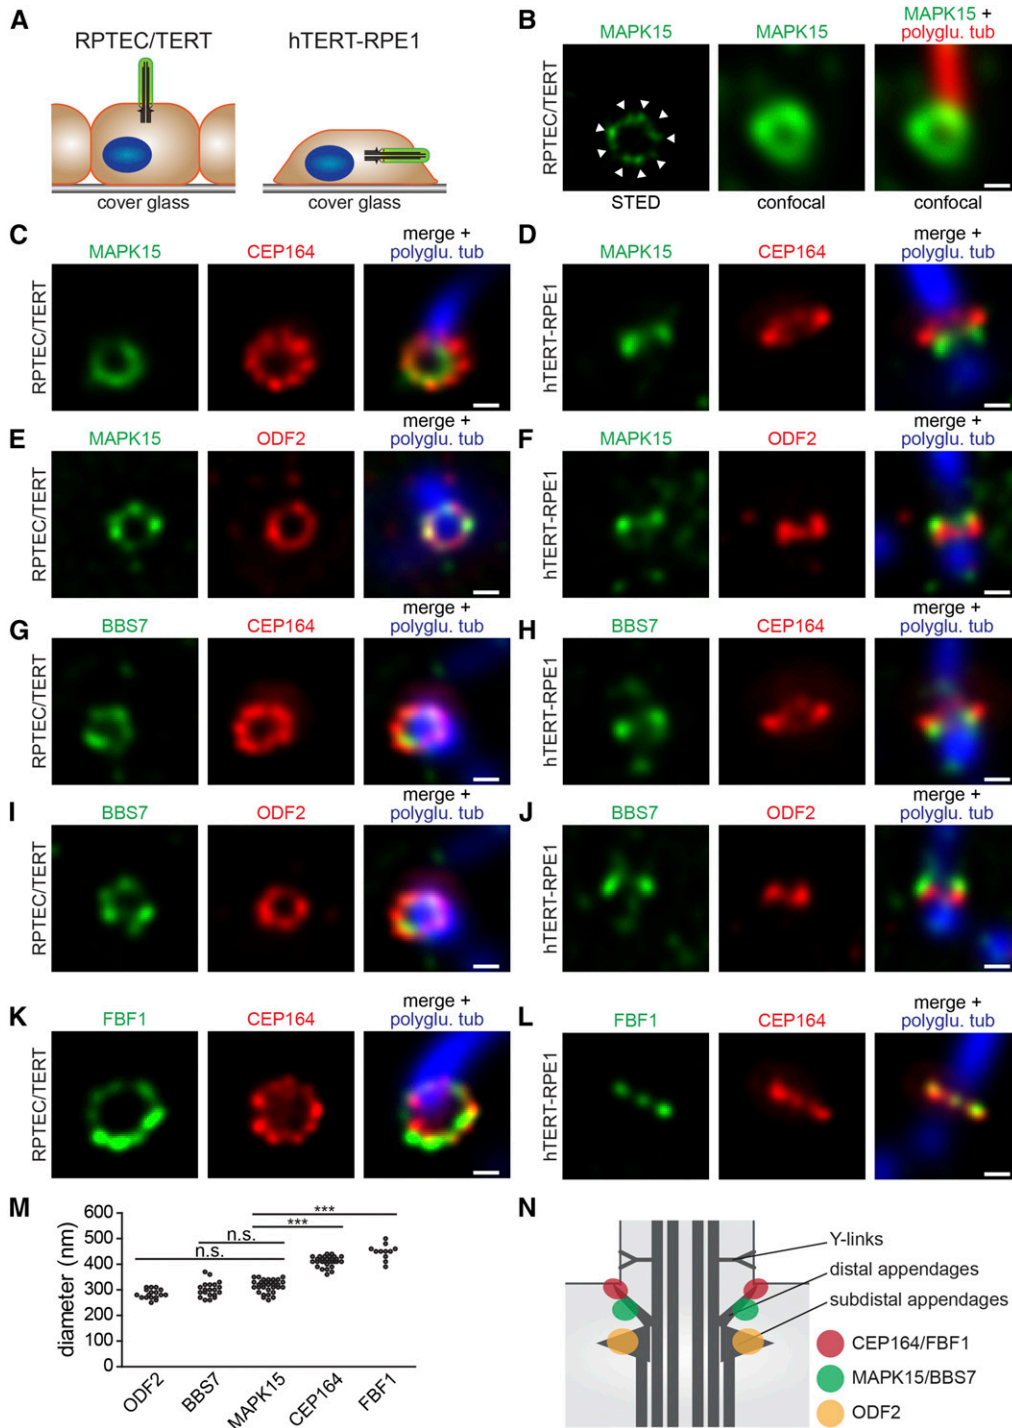 A
RPTEC/TERT
hTERT-RPE1
cover glass
cover glass
B
MAPK15
MAPK15
MAPK15 +
polyglu. tub
RPTEC/TERT
STED
confocal
confocal
C
MAPK15
CEP164
merge +
polyglu. tub
RPTEC/TERT
D
MAPK15
CEP164
merge +
polyglu. tub
hTERT-RPE1
E
MAPK15
ODF2
merge +
polyglu. tub
RPTEC/TERT
F
MAPK15
ODF2
merge +
polyglu. tub
hTERT-RPE1
G
BBS7
CEP164
merge +
polyglu. tub
RPTEC/TERT
H
BBS7
CEP164
merge +
polyglu. tub
hTERT-RPE1
I
BBS7
ODF2
merge +
polyglu. tub
RPTEC/TERT
J
BBS7
ODF2
merge +
polyglu. tub
hTERT-RPE1
K
FBF1
CEP164
merge +
polyglu. tub
RPTEC/TERT
L
FBF1
CEP164
merge +
polyglu. tub
hTERT-RPE1
M
diameter (nm)
600
500
400
300
200
100
0
***
***
n.s.
n.s.
ODF2
BBS7
MAPK15
CEP164
FBF1
N
Y-links
distal appendages
subdistal appendages
CEP164/FBF1
MAPK15/BBS7
ODF2